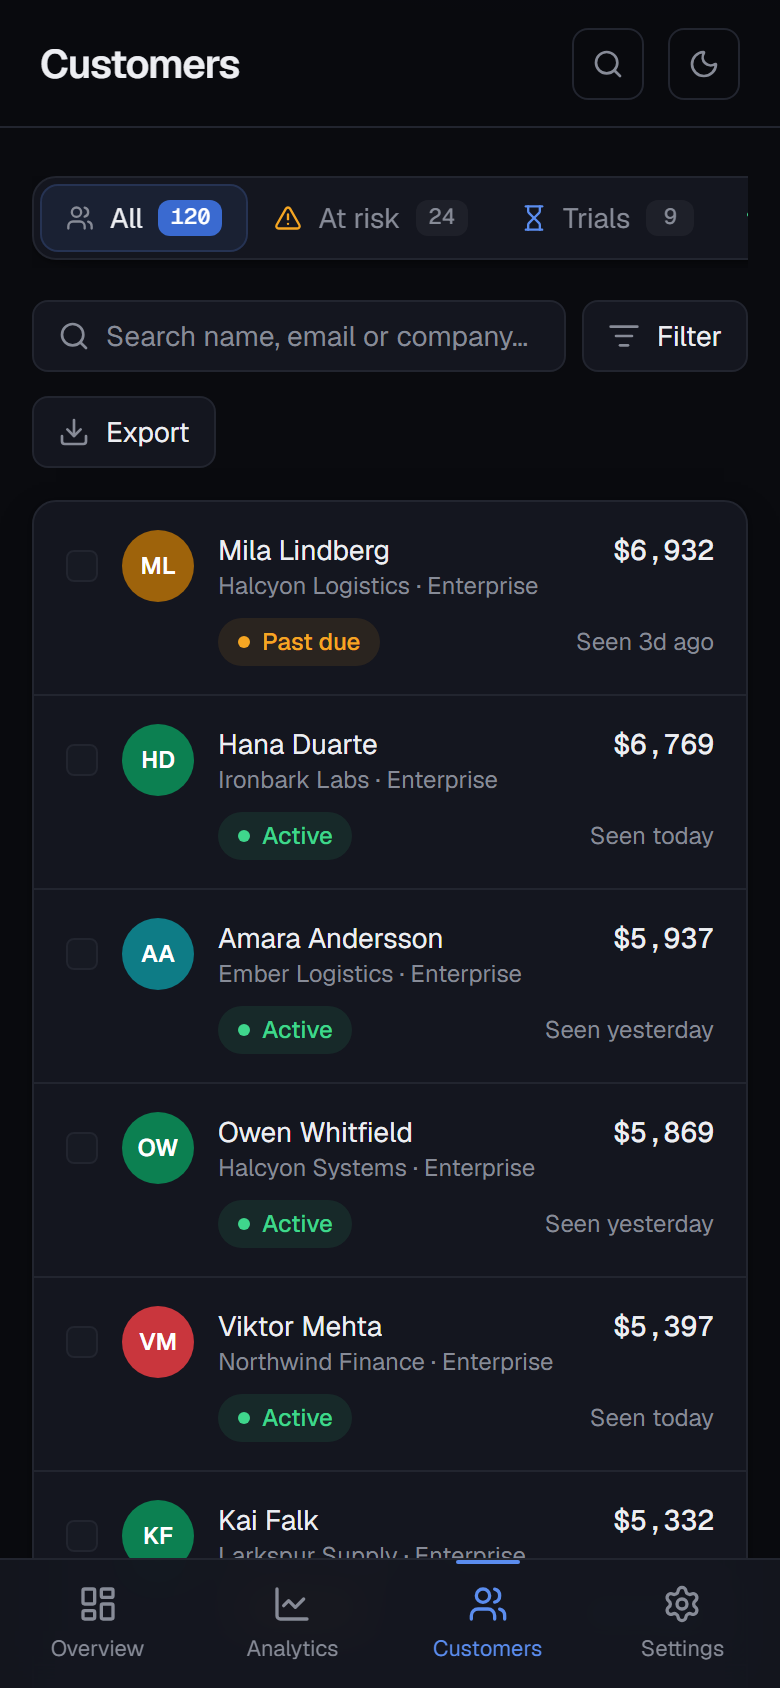 Customers
All 120 At risk 24 Trials 9
Search name, email or company... Filter
Export
ML Mila Lindberg $6,932
Halcyon Logistics · Enterprise
Past due Seen 3d ago
HD Hana Duarte $6,769
Ironbark Labs · Enterprise
Active Seen today
AA Amara Andersson $5,937
Ember Logistics · Enterprise
Active Seen yesterday
OW Owen Whitfield $5,869
Halcyon Systems · Enterprise
Active Seen yesterday
VM Viktor Mehta $5,397
Northwind Finance · Enterprise
Active Seen today
KF Kai Falk $5,332
Larkspur Supply · Enterprise
Overview Analytics Customers Settings